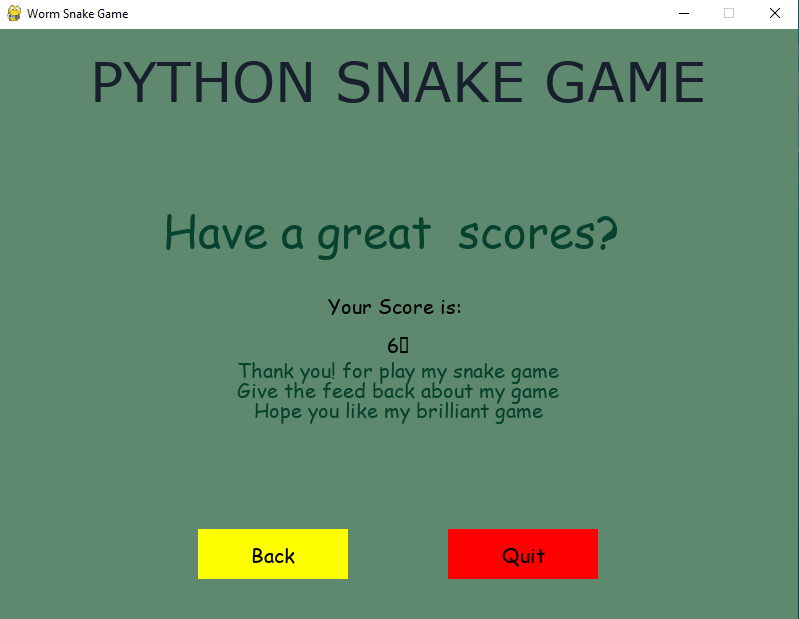 Worm Snake Game
PYTHON SNAKE GAME
Have a great  scores?
Your Score is:
6
Thank you! for play my snake game
Give the feed back about my game
Hope you like my brilliant game
Back
Quit